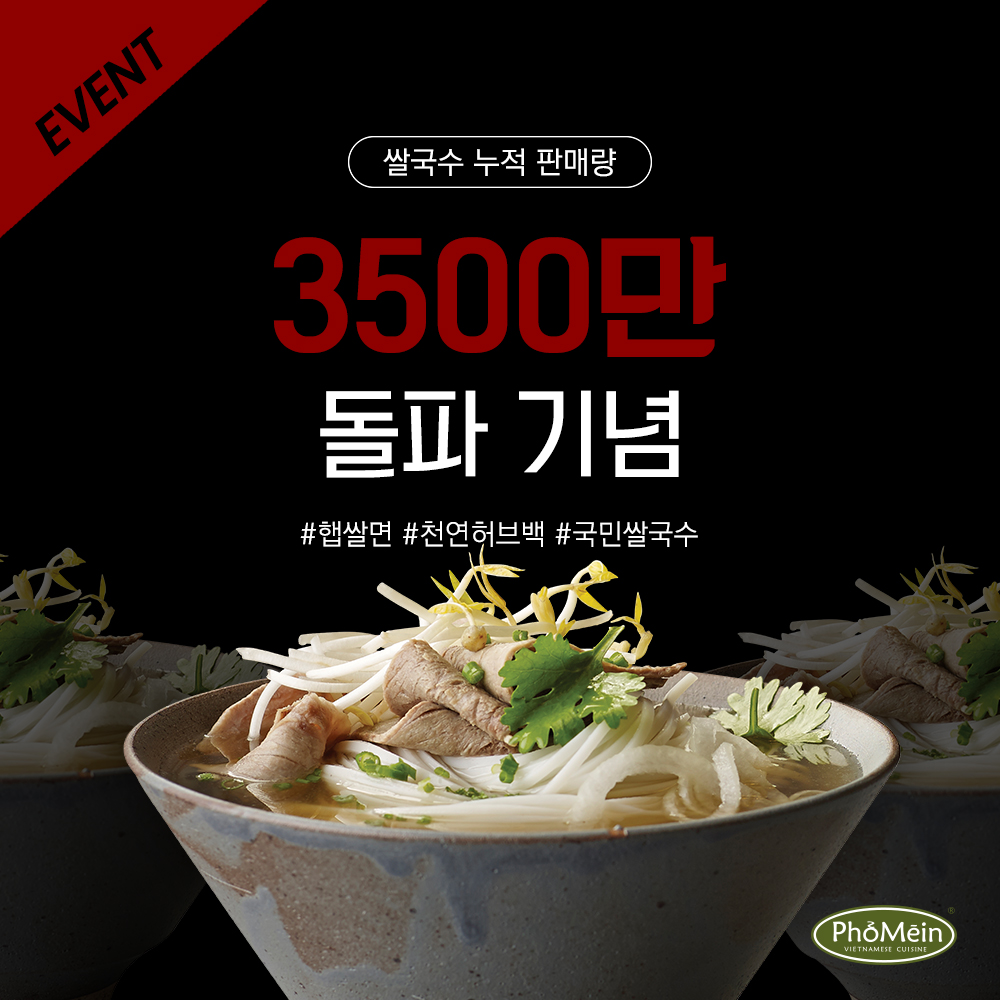 EVENT
쌀국수 누적 판매량
3500만
돌파 기념
#햅쌀면 #천연허브백 #국민쌀국수
PhởMēin®
VIETNAMESE CUISINE